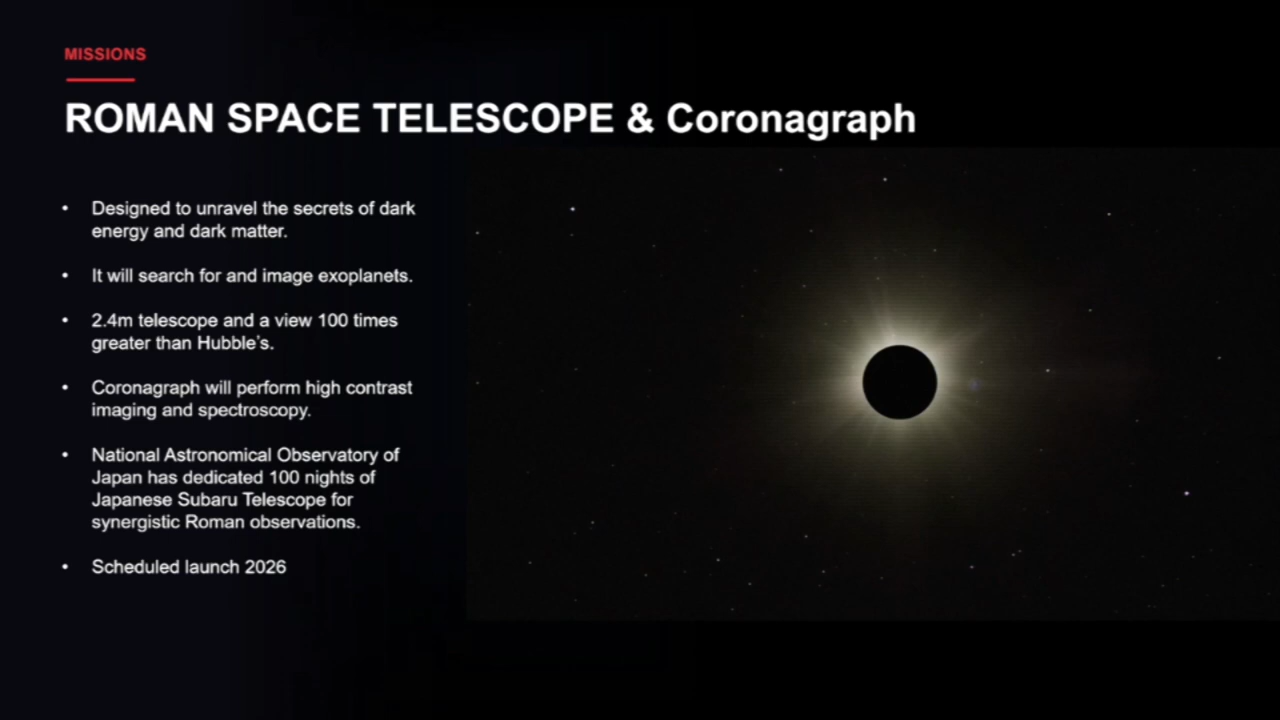 MISSIONS
ROMAN SPACE TELESCOPE & Coronagraph
• Designed to unravel the secrets of dark
energy and dark matter.
• It will search for and image exoplanets.
• 2.4m telescope and a view 100 times
greater than Hubble's.
• Coronagraph will perform high contrast
imaging and spectroscopy.
• National Astronomical Observatory of
Japan has dedicated 100 nights of
Japanese Subaru Telescope for
synergistic Roman observations.
• Scheduled launch 2026